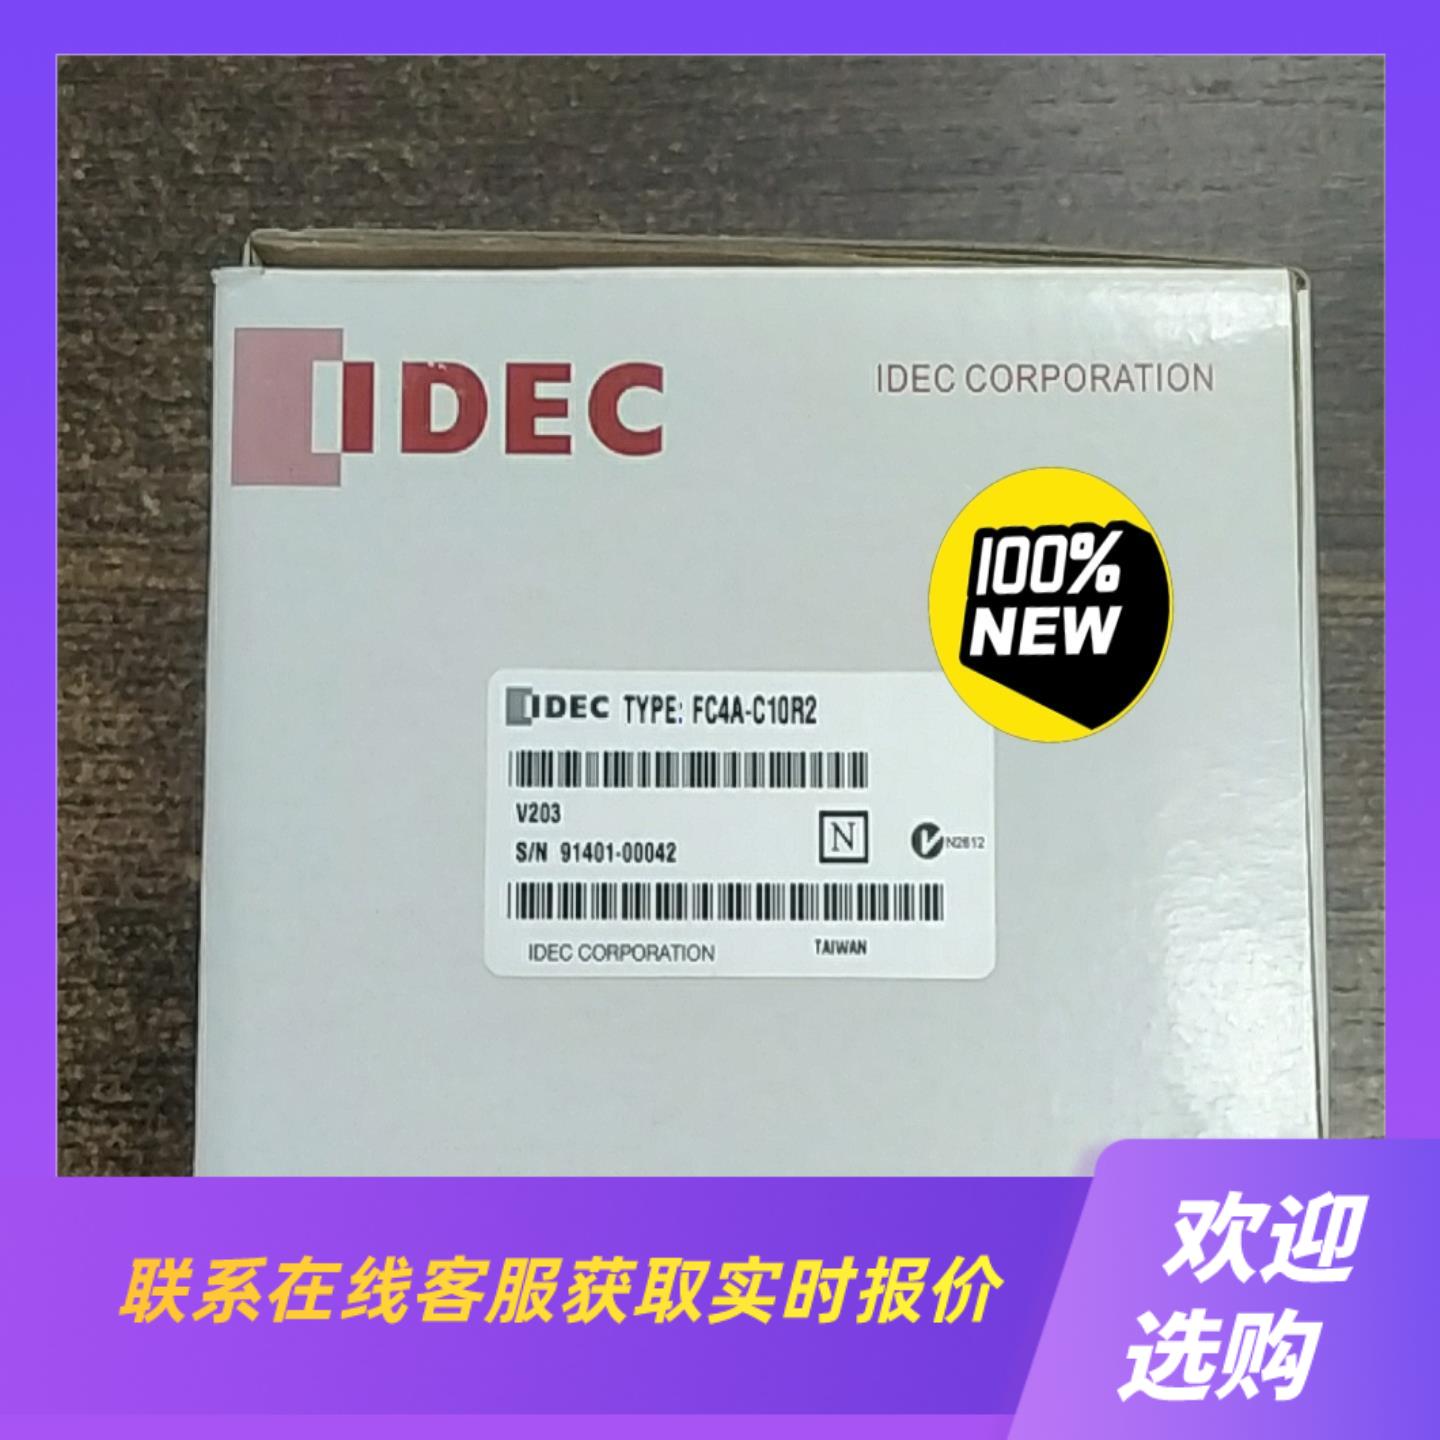 IDEC
IDEC CORPORATION
100%
NEW
IDEC TYPE: FC4A-C10R2
V203
N
N2612
S/N 91401-00042
IDEC CORPORATION
TAIWAN
联系在线客服获取实时报价
欢迎
选购